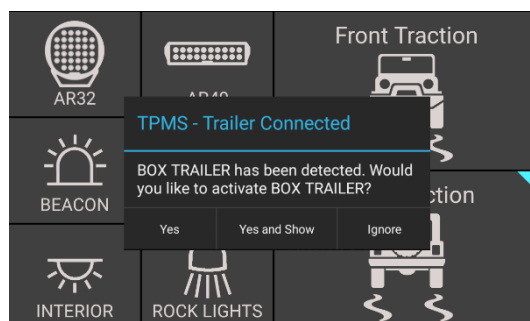 Front Traction
AR32
TPMS - Trailer Connected
BOX TRAILER has been detected. Would
you like to activate BOX TRAILER?
Yes
Yes and Show
Ignore
BEACON
INTERIOR
ROCK LIGHTS